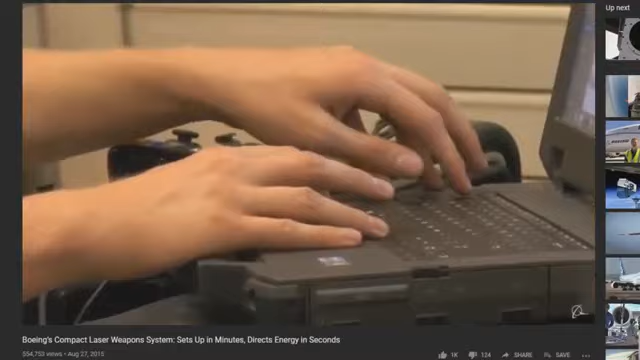 Up next
Boeing's Compact Laser Weapons System: Sets Up in Minutes, Directs Energy in Seconds
554,753 views • Aug 27, 2015
1K
124
SHARE
SAVE